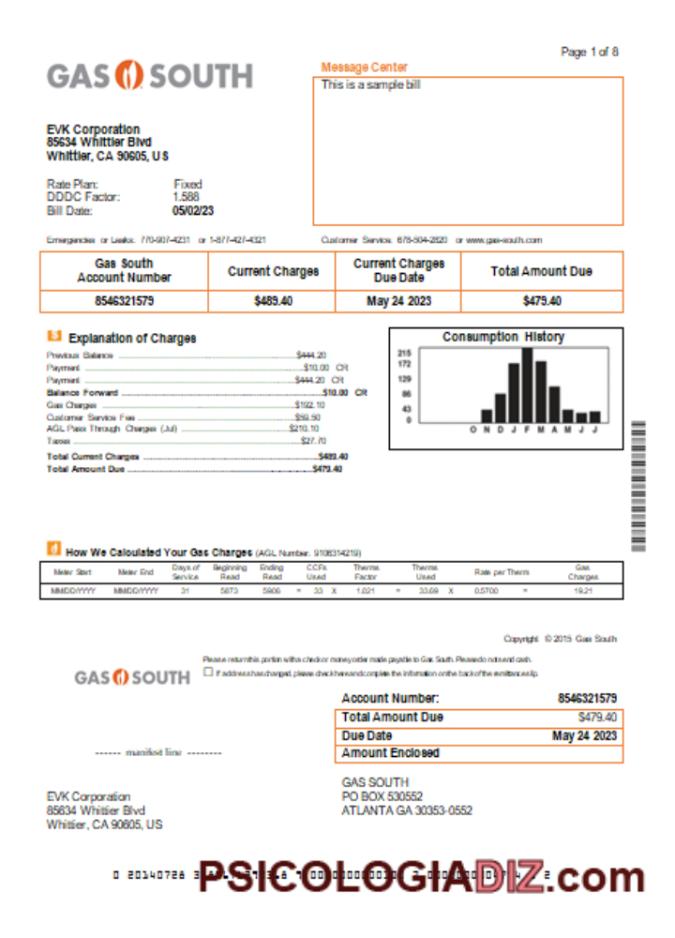 Page 1 of 8
GAS SOUTH
Message Center
This is a sample bill
EVK Corporation
85634 Whittier Blvd
Whittier, CA 90605, US
Rate Plan: Fixed
DDDC Factor: 1.588
Bill Date: 05/02/23
Emergencies or Leaks. 770-907-4231 or 1-877-427-4321
Customer Service. 678-504-2820 or www.gas-south.com
Gas South Account Number Current Charges Current Charges Due Date Total Amount Due
8546321579 $489.40 May 24 2023 $479.40
Explanation of Charges
Previous Balance $444.20
Payment $10.00 CR
Payment $444.20 CR
Balance Forward $10.00 CR
Gas Charges $192.10
Customer Service Fee $59.50
AGL Pass Through Charges (Jul) $210.10
Taxes $27.70
Total Current Charges $489.40
Total Amount Due $479.40
Consumption History
215
172
129
86
43
0
O N D J F M A M J J
How We Calculated Your Gas Charges (AGL Number. 9106314219)
Meter Start Meter End Days of Service Beginning Read Ending Read CCFs Used Therms Factor Therms Used Rate per Therm Gas Charges
MMDD/YYYY MMDD/YYYY 31 5873 5906 = 33 X 1.021 = 33.69 X 0.5700 = 19.21
Copyright © 2015 Gas South
Please return this portion with a check or money order made payable to Gas South. Please do not send cash.
GAS SOUTH
If address has changed, please check here and complete the information on the back of the remittance slip.
Account Number: 8546321579
Total Amount Due $479.40
Due Date May 24 2023
Amount Enclosed
------ manifest line --------
GAS SOUTH
PO BOX 530552
ATLANTA GA 30353-0552
EVK Corporation
85634 Whittier Blvd
Whittier, CA 90605, US
0 20140726
PSICOLOGIADIZ.com